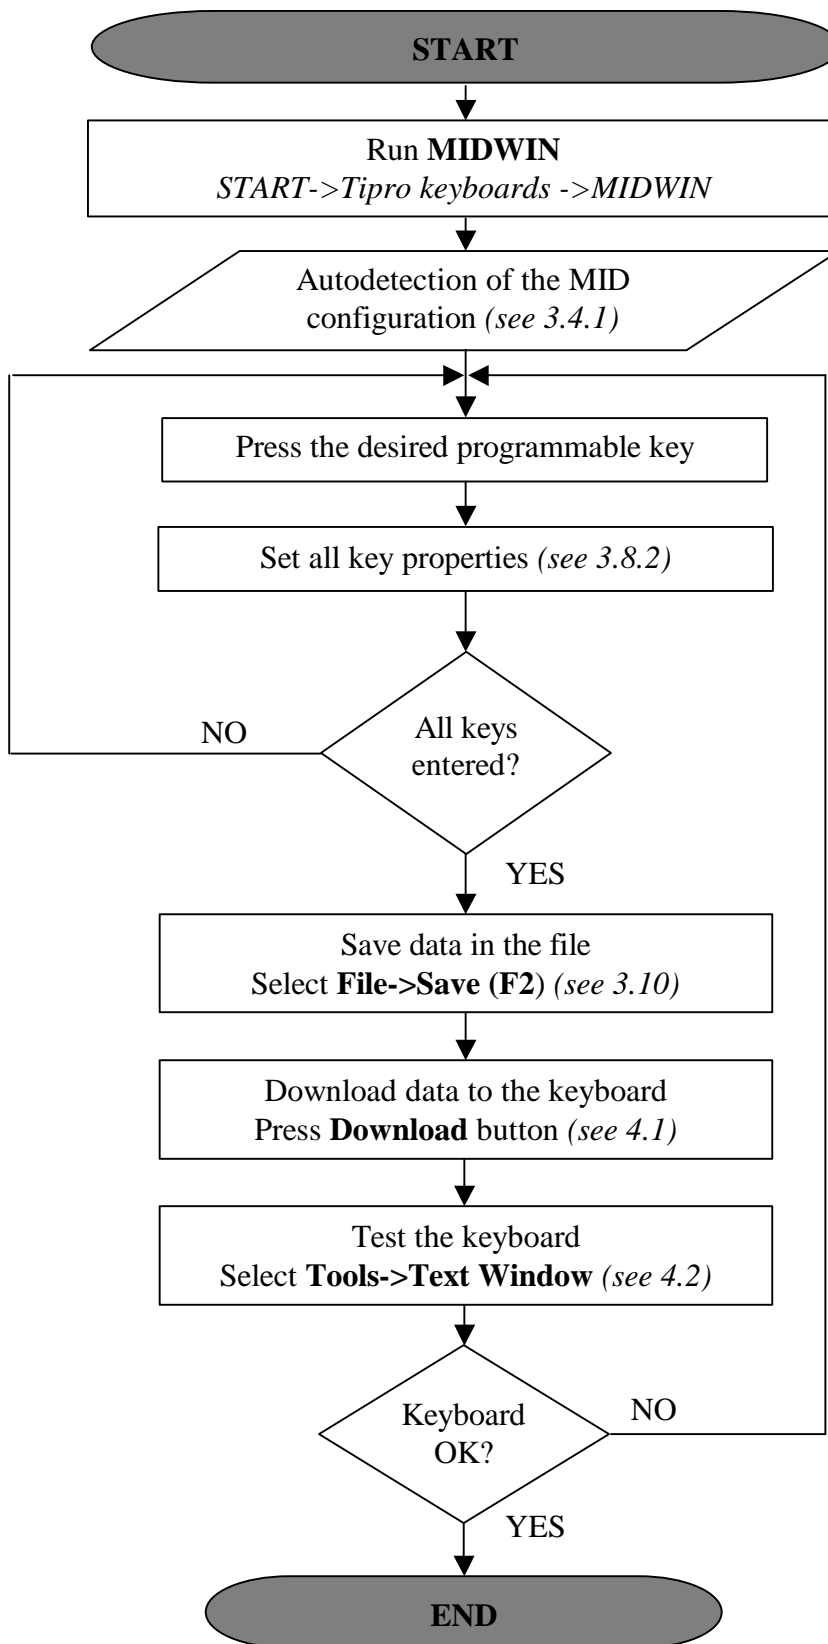 START
Run MIDWIN
START->Tipro keyboards ->MIDWIN
Autodetection of the MID
configuration (see 3.4.1)
Press the desired programmable key
Set all key properties (see 3.8.2)
NO
All keys
entered?
YES
Save data in the file
Select File->Save (F2) (see 3.10)
Download data to the keyboard
Press Download button (see 4.1)
Test the keyboard
Select Tools->Text Window (see 4.2)
Keyboard
OK?
NO
YES
END